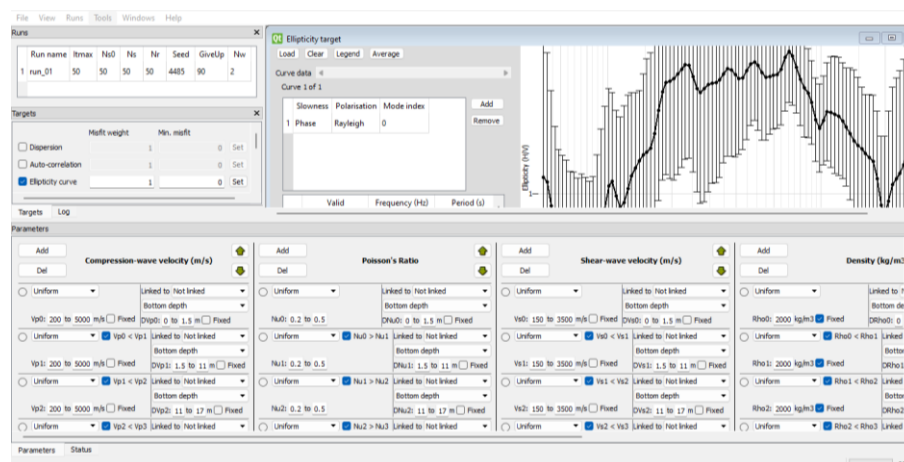 File View Runs Tools Windows Help
Runs
Run name Itmax Ns0 Ns Nr Seed GiveUp Nw
1 run_01 50 50 50 50 4485 90 2
Targets
Misfit weight Min. misfit
Dispersion 1 0 Set
Auto-correlation 1 0 Set
Ellipticity curve 1 0 Set
Targets Log
Qt Ellipticity target
Load Clear Legend Average
Curve data
Curve 1 of 1
Slowness Polarisation Mode index
1 Phase Rayleigh 0
Add
Remove
Valid Frequency (Hz) Period (s)
Ellipticity (H/V)
1
Parameters
Add
Del
Compression-wave velocity (m/s)
Uniform Linked to Not linked
Bottom depth
Vp0: 200 to 5000 m/s Fixed DVp0: 0 to 1.5 m Fixed
Uniform Vp0 < Vp1 Linked to Not linked
Bottom depth
Vp1: 200 to 5000 m/s Fixed DVp1: 1.5 to 11 m Fixed
Uniform Vp1 < Vp2 Linked to Not linked
Bottom depth
Vp2: 200 to 5000 m/s Fixed DVp2: 11 to 17 m Fixed
Uniform Vp2 < Vp3 Linked to Not linked
Add
Del
Poisson's Ratio
Uniform Linked to Not linked
Bottom depth
Nu0: 0.2 to 0.5 DNu0: 0 to 1.5 m Fixed
Uniform Nu0 > Nu1 Linked to Not linked
Bottom depth
Nu1: 0.2 to 0.5 DNu1: 1.5 to 11 m Fixed
Uniform Nu1 > Nu2 Linked to Not linked
Bottom depth
Nu2: 0.2 to 0.5 DNu2: 11 to 17 m Fixed
Uniform Nu2 > Nu3 Linked to Not linked
Add
Del
Shear-wave velocity (m/s)
Uniform Linked to Not linked
Bottom depth
Vs0: 150 to 3500 m/s Fixed DVs0: 0 to 1.5 m Fixed
Uniform Vs0 < Vs1 Linked to Not linked
Bottom depth
Vs1: 150 to 3500 m/s Fixed DVs1: 1.5 to 11 m Fixed
Uniform Vs1 < Vs2 Linked to Not linked
Bottom depth
Vs2: 150 to 3500 m/s Fixed DVs2: 11 to 17 m Fixed
Uniform Vs2 < Vs3 Linked to Not linked
Add
Del
Density (kg/m3
Uniform Linked to
Bottom de
Rho0: 2000 kg/m3 Fixed DRho0: 0
Uniform Rho0 < Rho1 Linked
Bottom
Rho1: 2000 kg/m3 Fixed DRho1
Uniform Rho1 < Rho2 Linked
Bottom
Rho2: 2000 kg/m3 Fixed DRho2
Uniform Rho2 < Rho3 Linked
Parameters Status